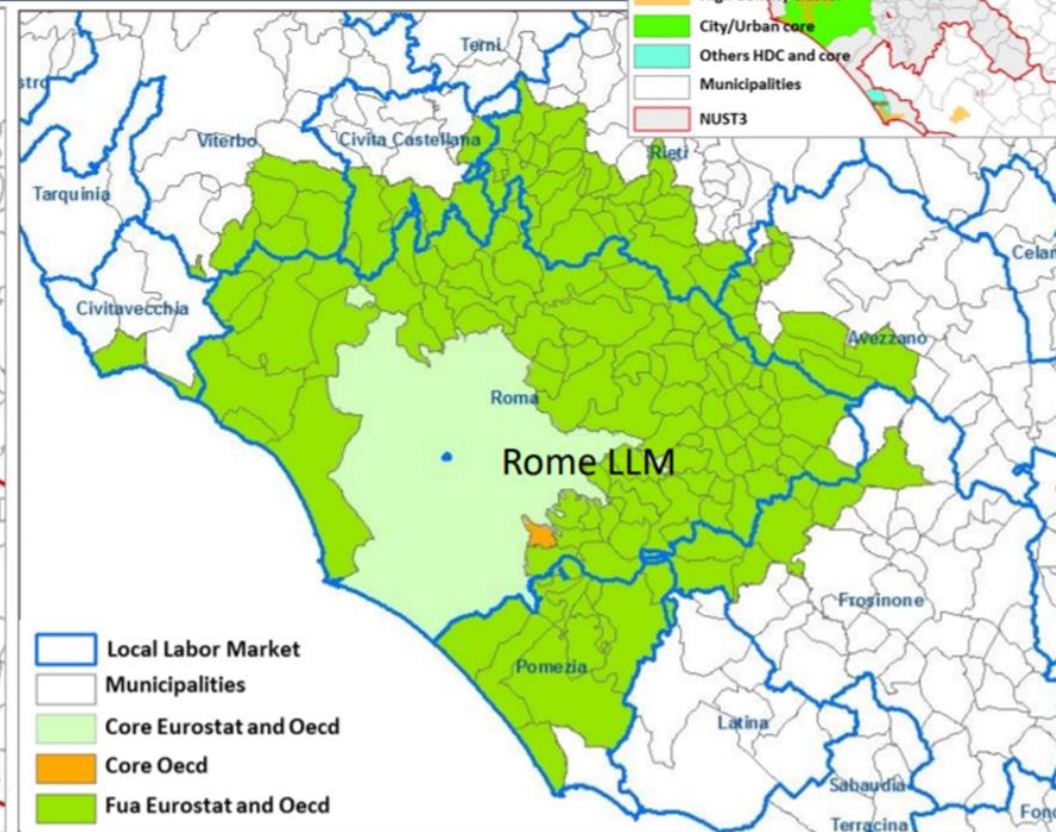 City/Urban core
Others HDC and core
Municipalities
NUST3
Terni
Viterbo
Civita Castellana
Rieti
Tarquinia
Civitavecchia
Avezzano
Roma
Rome LLM
Frosinone
Pomezia
Latina
Sabaudia
Terracina
Local Labor Market
Municipalities
Core Eurostat and Oecd
Core Oecd
Fua Eurostat and Oecd